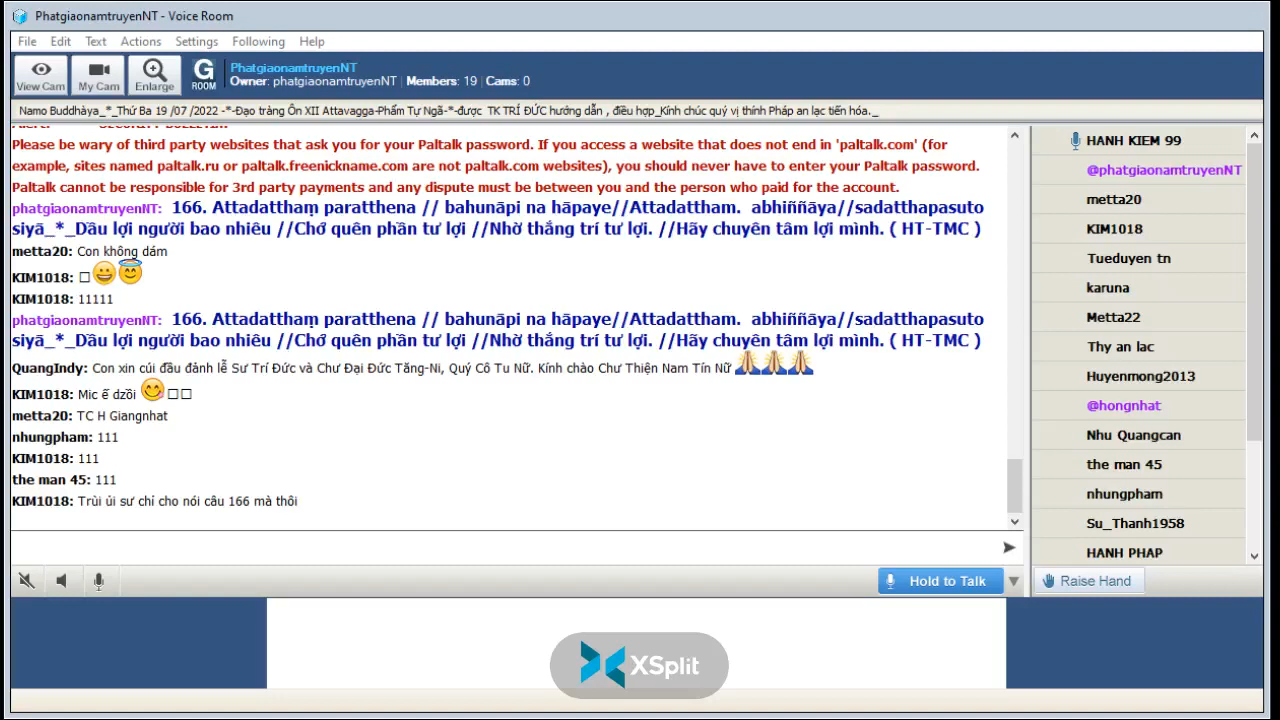 PhatgiaonamtruyenNT - Voice Room
File Edit Text Actions Settings Following Help
View Cam My Cam Enlarge G ROOM
PhatgiaonamtruyenNT
Owner: phatgiaonamtruyenNT | Members: 19 | Cams: 0
Namo Buddhàya_*_Thứ Ba 19 /07 /2022 -*-Đạo tràng Ôn XII Attavagga-Phẩm Tự Ngã-*-được TK TRÍ ĐỨC hướng dẫn , điều hợp_Kính chúc quý vị thính Pháp an lạc tiến hóa._
Please be wary of third party websites that ask you for your Paltalk password. If you access a website that does not end in 'paltalk.com' (for
example, sites named paltalk.ru or paltalk.freenickname.com are not paltalk.com websites), you should never have to enter your Paltalk password.
Paltalk cannot be responsible for 3rd party payments and any dispute must be between you and the person who paid for the account.
phatgiaonamtruyenNT: 166. Attadatthaṃ paratthena // bahunāpi na hāpaye//Attadattham. abhiññāya//sadatthapasuto
siyā_*_Dầu lợi người bao nhiêu //Chớ quên phần tư lợi //Nhờ thắng trí tư lợi. //Hãy chuyên tâm lợi mình. ( HT-TMC )
metta20: Con không dám
KIM1018: □😀😇
KIM1018: 11111
phatgiaonamtruyenNT: 166. Attadatthaṃ paratthena // bahunāpi na hāpaye//Attadattham. abhiññāya//sadatthapasuto
siyā_*_Dầu lợi người bao nhiêu //Chớ quên phần tư lợi //Nhờ thắng trí tư lợi. //Hãy chuyên tâm lợi mình. ( HT-TMC )
QuangIndy: Con xin cúi đầu đảnh lễ Sư Trí Đức và Chư Đại Đức Tăng-Ni, Quý Cô Tu Nữ. Kính chào Chư Thiện Nam Tín Nữ 🙏🙏🙏
KIM1018: Mic ế dzồi 😋□□
metta20: TC H Giangnhat
nhungpham: 111
KIM1018: 111
the man 45: 111
KIM1018: Trùi ủi sư chỉ cho nói câu 166 mà thôi
Hold to Talk
HANH KIEM 99
@phatgiaonamtruyenNT
metta20
KIM1018
Tueduyen tn
karuna
Metta22
Thy an lac
Huyenmong2013
@hongnhat
Nhu Quangcan
the man 45
nhungpham
Su_Thanh1958
HANH PHAP
Raise Hand
XSplit